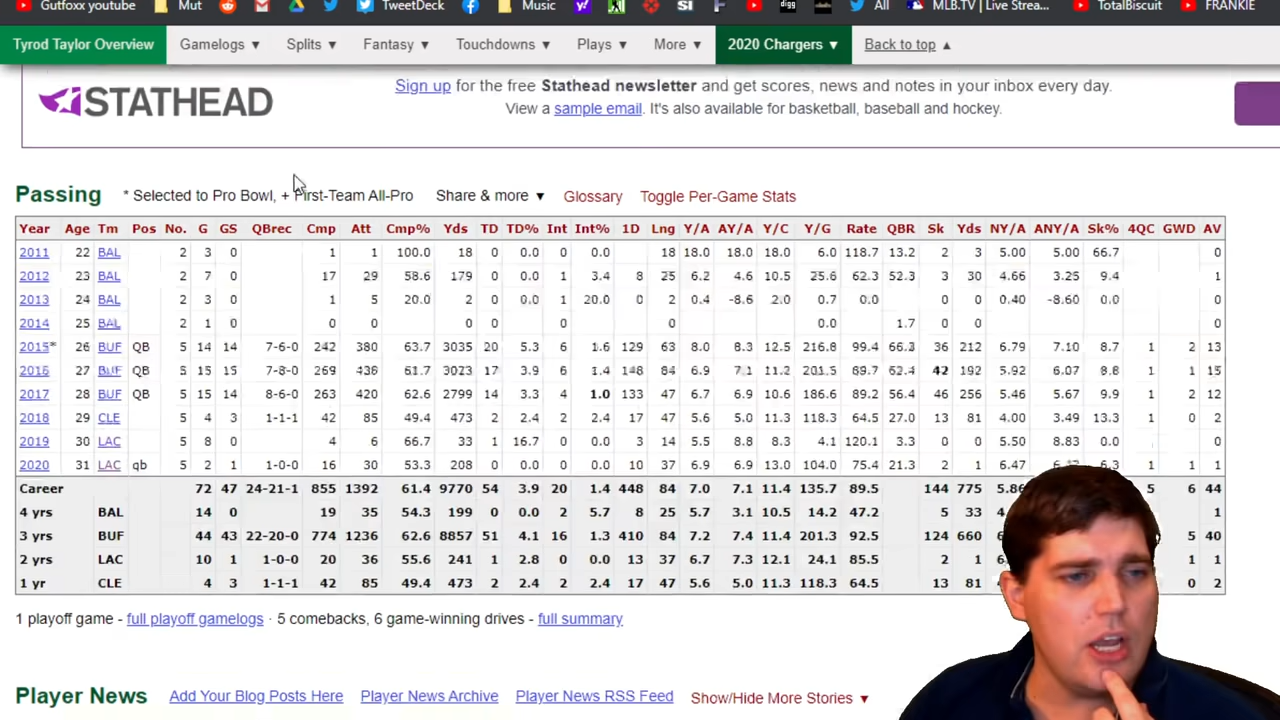 Gutfoxx youtube Mut TweetDeck Music All MLB.TV | Live Strea... TotalBiscuit FRANKIE
Tyrod Taylor Overview Gamelogs ▼ Splits ▼ Fantasy ▼ Touchdowns ▼ Plays ▼ More ▼ 2020 Chargers ▼ Back to top ▲
STATHEAD
Sign up for the free Stathead newsletter and get scores, news and notes in your inbox every day.
View a sample email. It's also available for basketball, baseball and hockey.
Passing * Selected to Pro Bowl, + First-Team All-Pro Share & more ▼ Glossary Toggle Per-Game Stats
Year Age Tm Pos No. G GS QBrec Cmp Att Cmp% Yds TD TD% Int Int% 1D Lng Y/A AY/A Y/C Y/G Rate QBR Sk Yds NY/A ANY/A Sk% 4QC GWD AV
2011 22 BAL 2 3 0 1 1 100.0 18 0 0.0 0 0.0 18 18.0 18.0 18.0 6.0 118.7 13.2 2 3 5.00 5.00 66.7 0
2012 23 BAL 2 7 0 17 29 58.6 179 0 0.0 1 3.4 8 25 6.2 4.6 10.5 25.6 62.3 52.3 3 30 4.66 3.25 9.4 1
2013 24 BAL 2 3 0 1 5 20.0 2 0 0.0 1 20.0 0 2 0.4 -8.6 2.0 0.7 0.0 0 0 0.40 -8.60 0.0 0
2014 25 BAL 2 1 0 0 0 0 0 0 0 0.0 1.7 0 0 0
2015* 26 BUF QB 5 14 14 7-6-0 242 380 63.7 3035 20 5.3 6 1.6 129 63 8.0 8.3 12.5 216.8 99.4 66.3 36 212 6.79 7.10 8.7 1 2 13
2016 27 BUF QB 5 15 15 7-8-0 269 436 61.7 3023 17 3.9 6 1.4 148 84 6.9 7.1 11.2 201.5 89.7 62.4 42 192 5.92 6.07 8.8 1 1 15
2017 28 BUF QB 5 15 14 8-6-0 263 420 62.6 2799 14 3.3 4 1.0 133 47 6.7 6.9 10.6 186.6 89.2 56.4 46 256 5.46 5.67 9.9 1 2 12
2018 29 CLE 5 4 3 1-1-1 42 85 49.4 473 2 2.4 2 2.4 17 47 5.6 5.0 11.3 118.3 64.5 27.0 13 81 4.00 3.49 13.3 1 0 2
2019 30 LAC 5 8 0 4 6 66.7 33 1 16.7 0 0.0 3 14 5.5 8.8 8.3 4.1 120.1 3.3 0 0 5.50 8.83 0.0 0
2020 31 LAC qb 5 2 1 1-0-0 16 30 53.3 208 0 0.0 0 0.0 10 37 6.9 6.9 13.0 104.0 75.4 21.3 2 1 6.47 6.3 1 1 1
Career 72 47 24-21-1 855 1392 61.4 9770 54 3.9 20 1.4 448 84 7.0 7.1 11.4 135.7 89.5 144 775 5.86 5 6 44
4 yrs BAL 14 0 19 35 54.3 199 0 0.0 2 5.7 8 25 5.7 3.1 10.5 14.2 47.2 5 33 1
3 yrs BUF 44 43 22-20-0 774 1236 62.6 8857 51 4.1 16 1.3 410 84 7.2 7.4 11.4 201.3 92.5 124 660 5 40
2 yrs LAC 10 1 1-0-0 20 36 55.6 241 1 2.8 0 0.0 13 37 6.7 7.3 12.1 24.1 85.5 2 1 1 1
1 yr CLE 4 3 1-1-1 42 85 49.4 473 2 2.4 2 2.4 17 47 5.6 5.0 11.3 118.3 64.5 13 81 0 2
1 playoff game - full playoff gamelogs · 5 comebacks, 6 game-winning drives - full summary
Player News Add Your Blog Posts Here Player News Archive Player News RSS Feed Show/Hide More Stories ▼